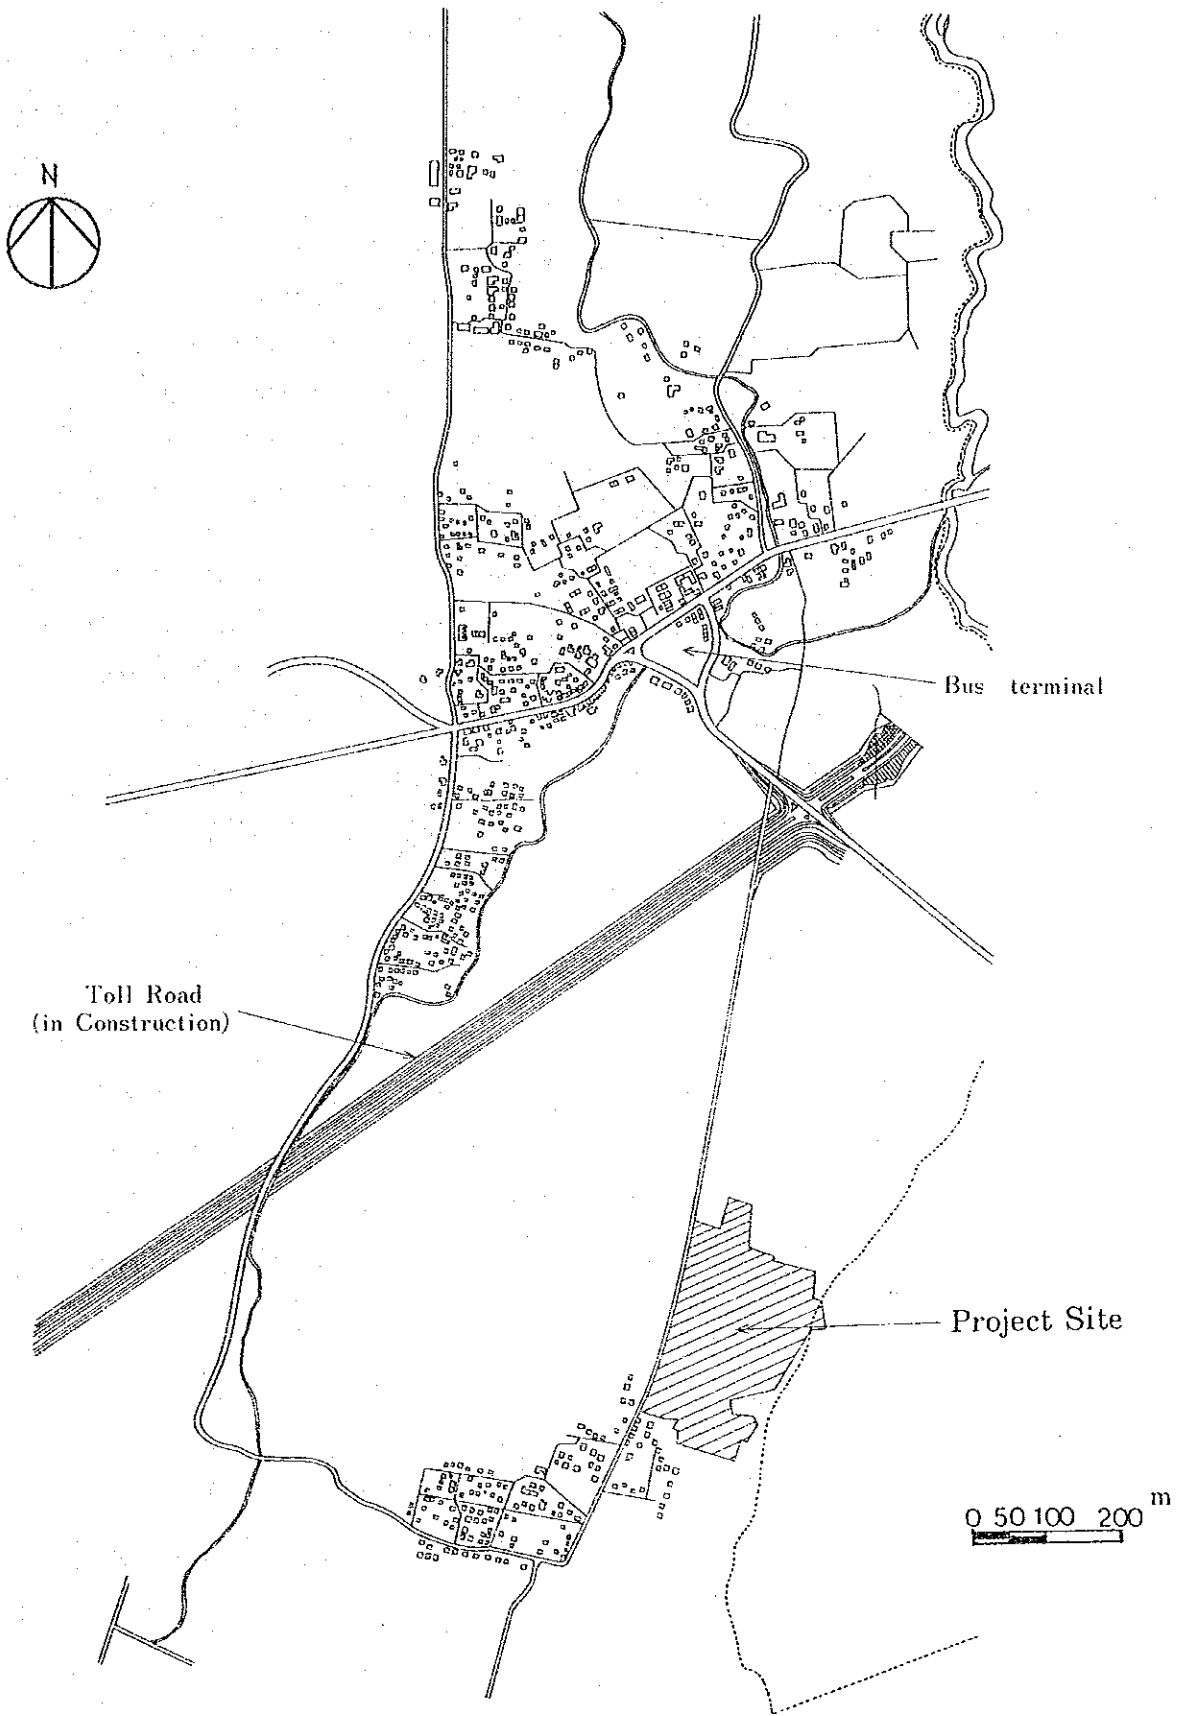 N
Bus terminal
Toll Road
(in Construction)
Project Site
0 50 100 200 m